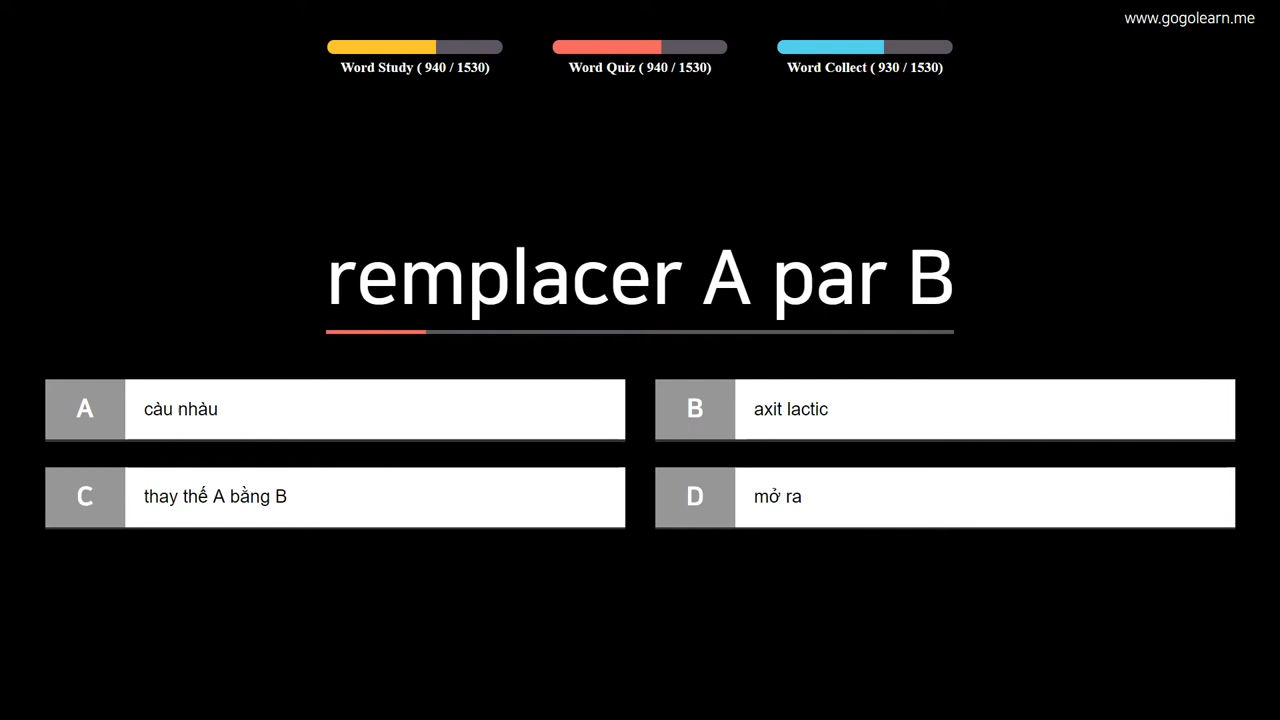 www.gogolearn.me
Word Study ( 940 / 1530)
Word Quiz ( 940 / 1530)
Word Collect ( 930 / 1530)
remplacer A par B
A càu nhàu
B axit lactic
C thay thế A bằng B
D mở ra